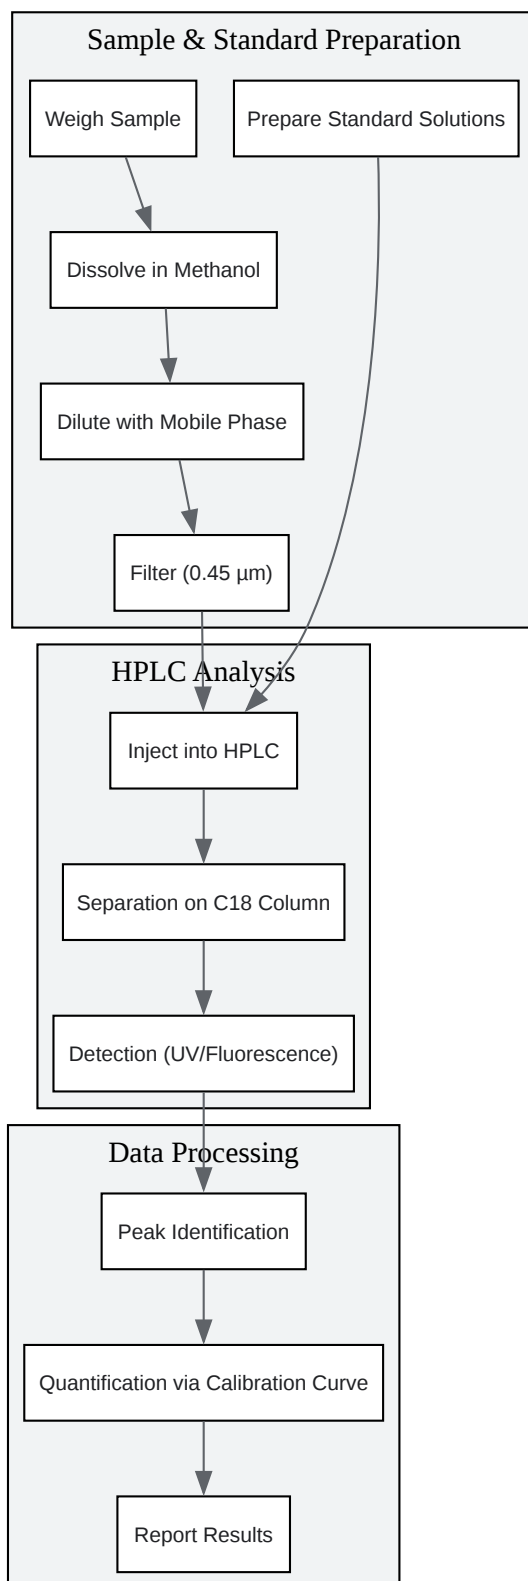 Sample & Standard Preparation
Weigh Sample
Prepare Standard Solutions
Dissolve in Methanol
Dilute with Mobile Phase
Filter (0.45 µm)
HPLC Analysis
Inject into HPLC
Separation on C18 Column
Detection (UV/Fluorescence)
Data Processing
Peak Identification
Quantification via Calibration Curve
Report Results